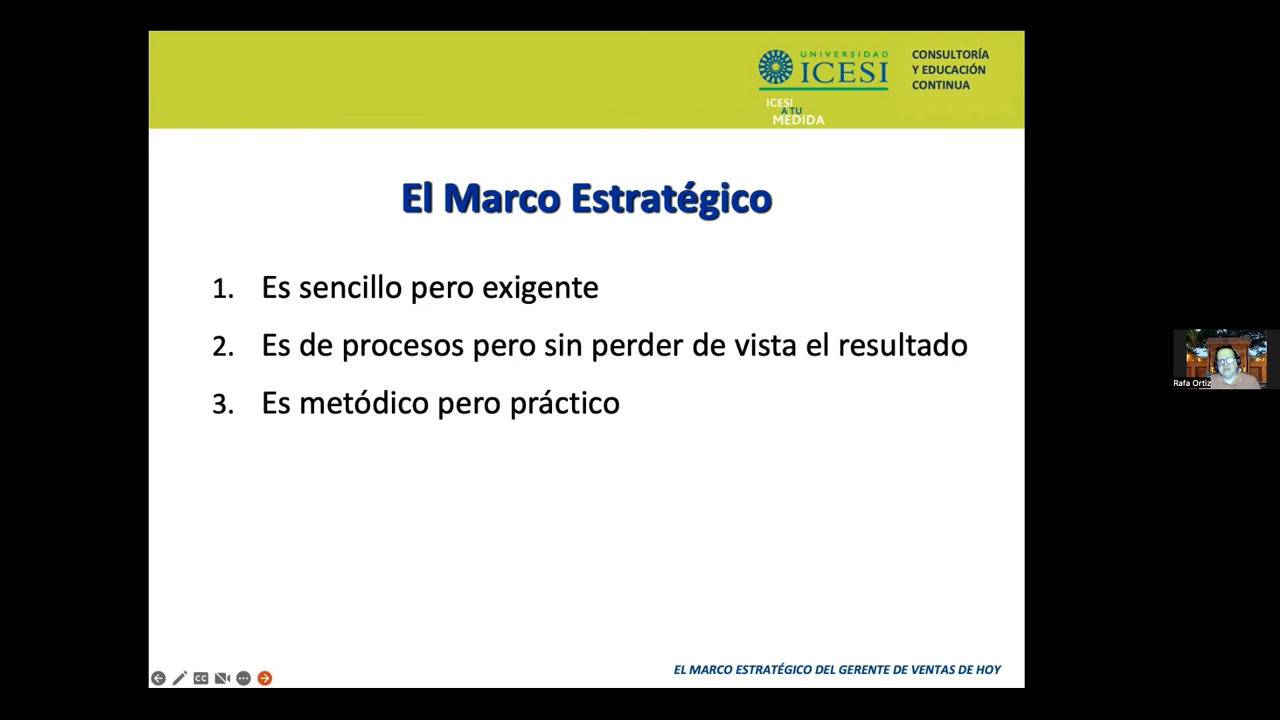 UNIVERSIDAD
ICESI
ICESI
A TU
MEDIDA
CONSULTORÍA
Y EDUCACIÓN
CONTINUA
El Marco Estratégico
1. Es sencillo pero exigente
2. Es de procesos pero sin perder de vista el resultado
3. Es metódico pero práctico
Rafa Ortiz
CC
EL MARCO ESTRATÉGICO DEL GERENTE DE VENTAS DE HOY